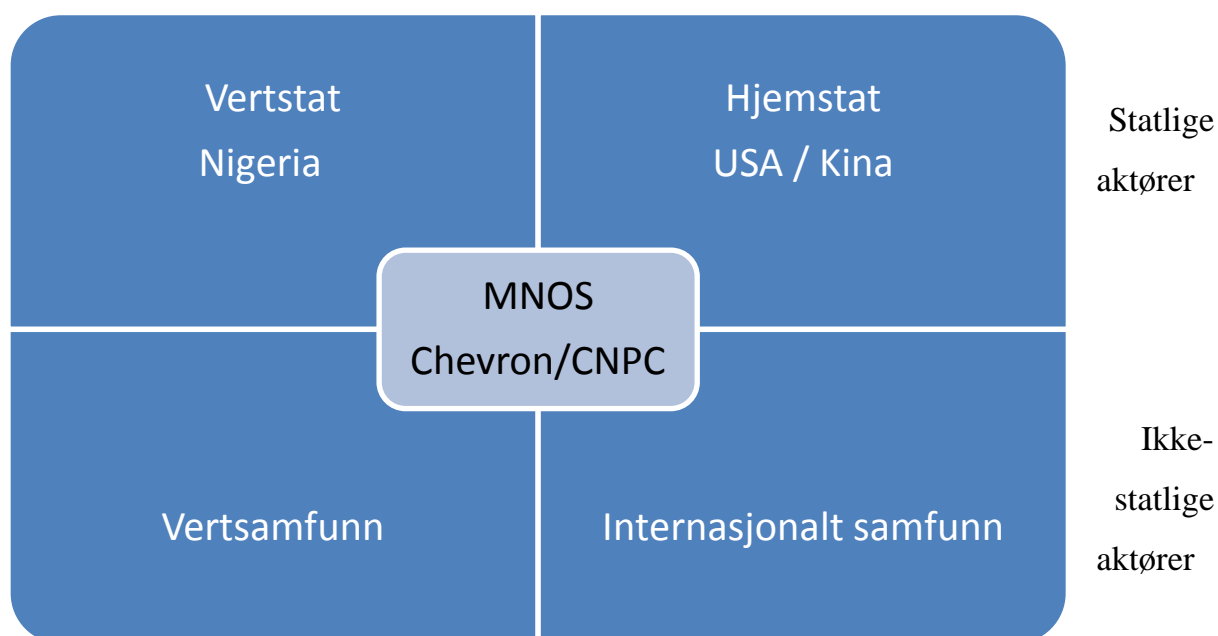 Vertstat
Nigeria
Hjemstat
USA / Kina
Statlige
aktører
MNOS
Chevron/CNPC
Vertsamfunn
Internasjonalt samfunn
Ikke-
statlige
aktører